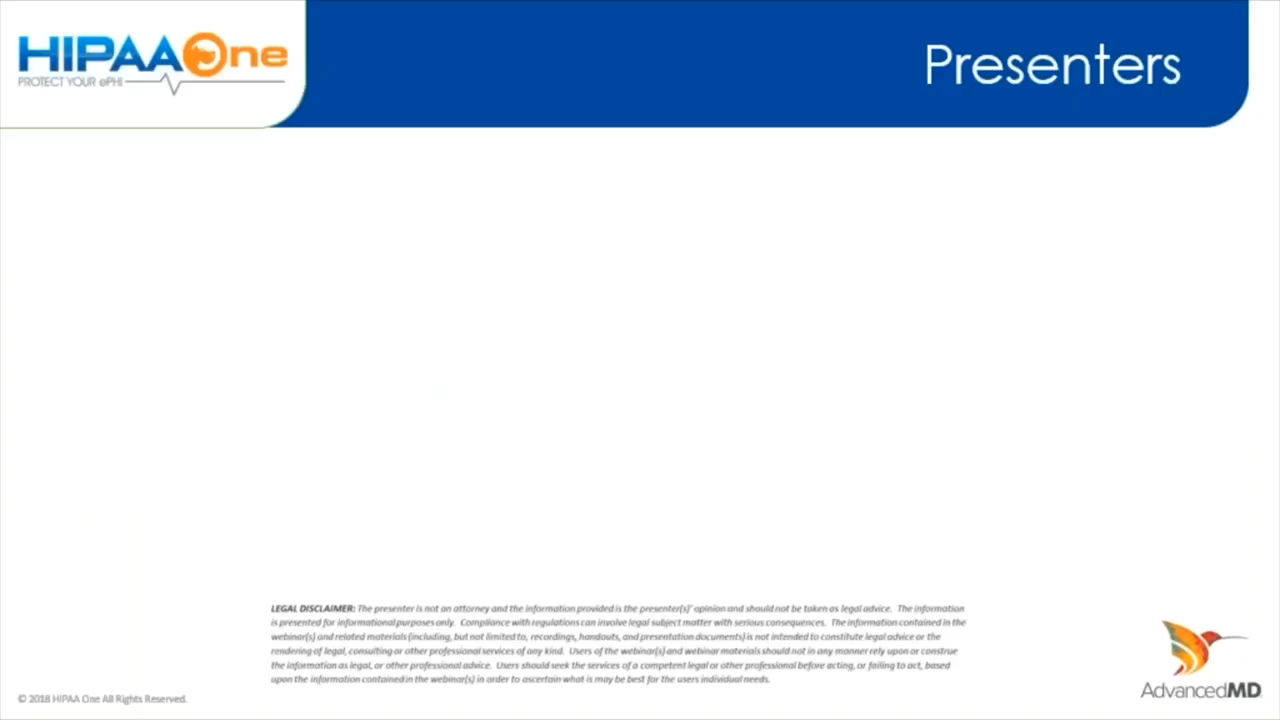 HIPAA One
PROTECT YOUR ePHI
Presenters
LEGAL DISCLAIMER: The presenter is not an attorney and the information provided is the presenter(s)' opinion and should not be taken as legal advice. The information
is presented for informational purposes only. Compliance with regulations can involve legal subject matter with serious consequences. The information contained in the
webinar(s) and related materials (including, but not limited to, recordings, handouts, and presentation documents) is not intended to constitute legal advice or the
rendering of legal, consulting or other professional services of any kind. Users of the webinar(s) and webinar materials should not in any manner rely upon or construe
the information as legal, or other professional advice. Users should seek the services of a competent legal or other professional before acting, or failing to act, based
upon the information contained in the webinar(s) in order to ascertain what is may be best for the users individual needs.
© 2018 HIPAA One All Rights Reserved.
AdvancedMD